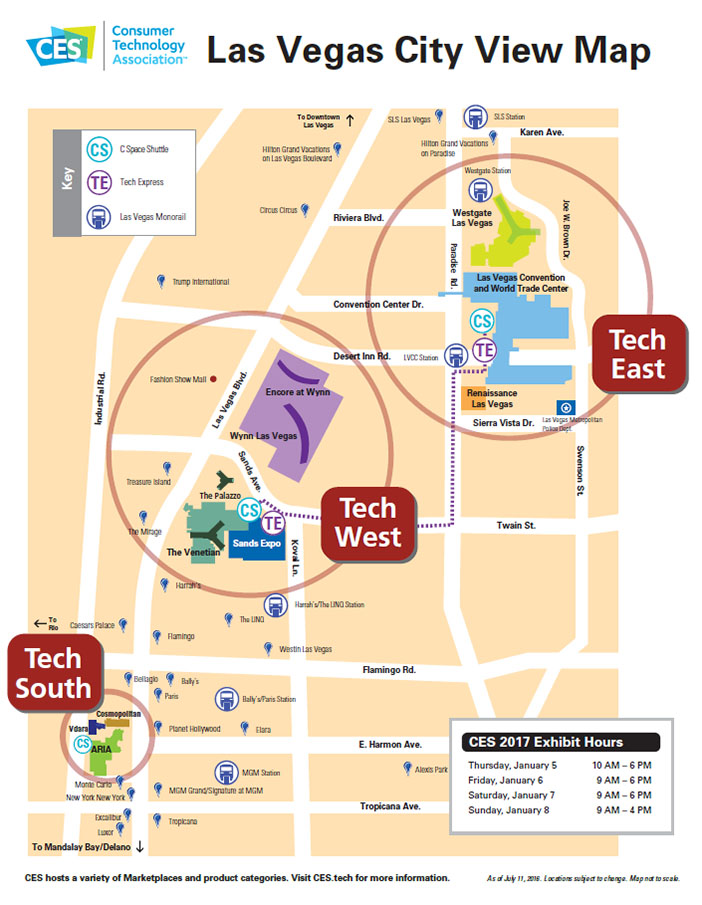 CES
Consumer
Technology
Association™
Las Vegas City View Map
Key
CS C Space Shuttle
TE Tech Express
Las Vegas Monorail
To Downtown
Las Vegas
SLS Las Vegas
SLS Station
Karen Ave.
Hilton Grand Vacations
on Las Vegas Boulevard
Hilton Grand Vacations
on Paradise
Westgate Station
Circus Circus
Riviera Blvd.
Westgate
Las Vegas
Joe W. Brown Dr.
Paradise Rd.
Trump International
Las Vegas Convention
and World Trade Center
Convention Center Dr.
CS
Desert Inn Rd.
LVCC Station
TE
Tech
East
Fashion Show Mall
Industrial Rd.
Las Vegas Blvd.
Encore at Wynn
Renaissance
Las Vegas
Wynn Las Vegas
Sierra Vista Dr.
Las Vegas Metropolitan
Police Dept.
Sands Ave.
Swenson St.
Treasure Island
The Palazzo
CS
TE
Tech
West
Twain St.
The Mirage
The Venetian
Sands Expo
Koval Ln.
Harrah's
Harrah's/The LINQ Station
To
Rio
Caesars Palace
The LINQ
Flamingo
Westin Las Vegas
Tech
South
Flamingo Rd.
Bellagio
Bally's
Paris
Bally's/Paris Station
Cosmopolitan
Vdara
CS
ARIA
Planet Hollywood
Elara
E. Harmon Ave.
Monte Carlo
MGM Station
Alexis Park
New York New York
MGM Grand/Signature at MGM
Tropicana Ave.
Excalibur
Tropicana
Luxor
To Mandalay Bay/Delano
CES 2017 Exhibit Hours
Thursday, January 5 10 AM – 6 PM
Friday, January 6 9 AM – 6 PM
Saturday, January 7 9 AM – 6 PM
Sunday, January 8 9 AM – 4 PM
CES hosts a variety of Marketplaces and product categories. Visit CES.tech for more information.
As of July 11, 2016. Locations subject to change. Map not to scale.